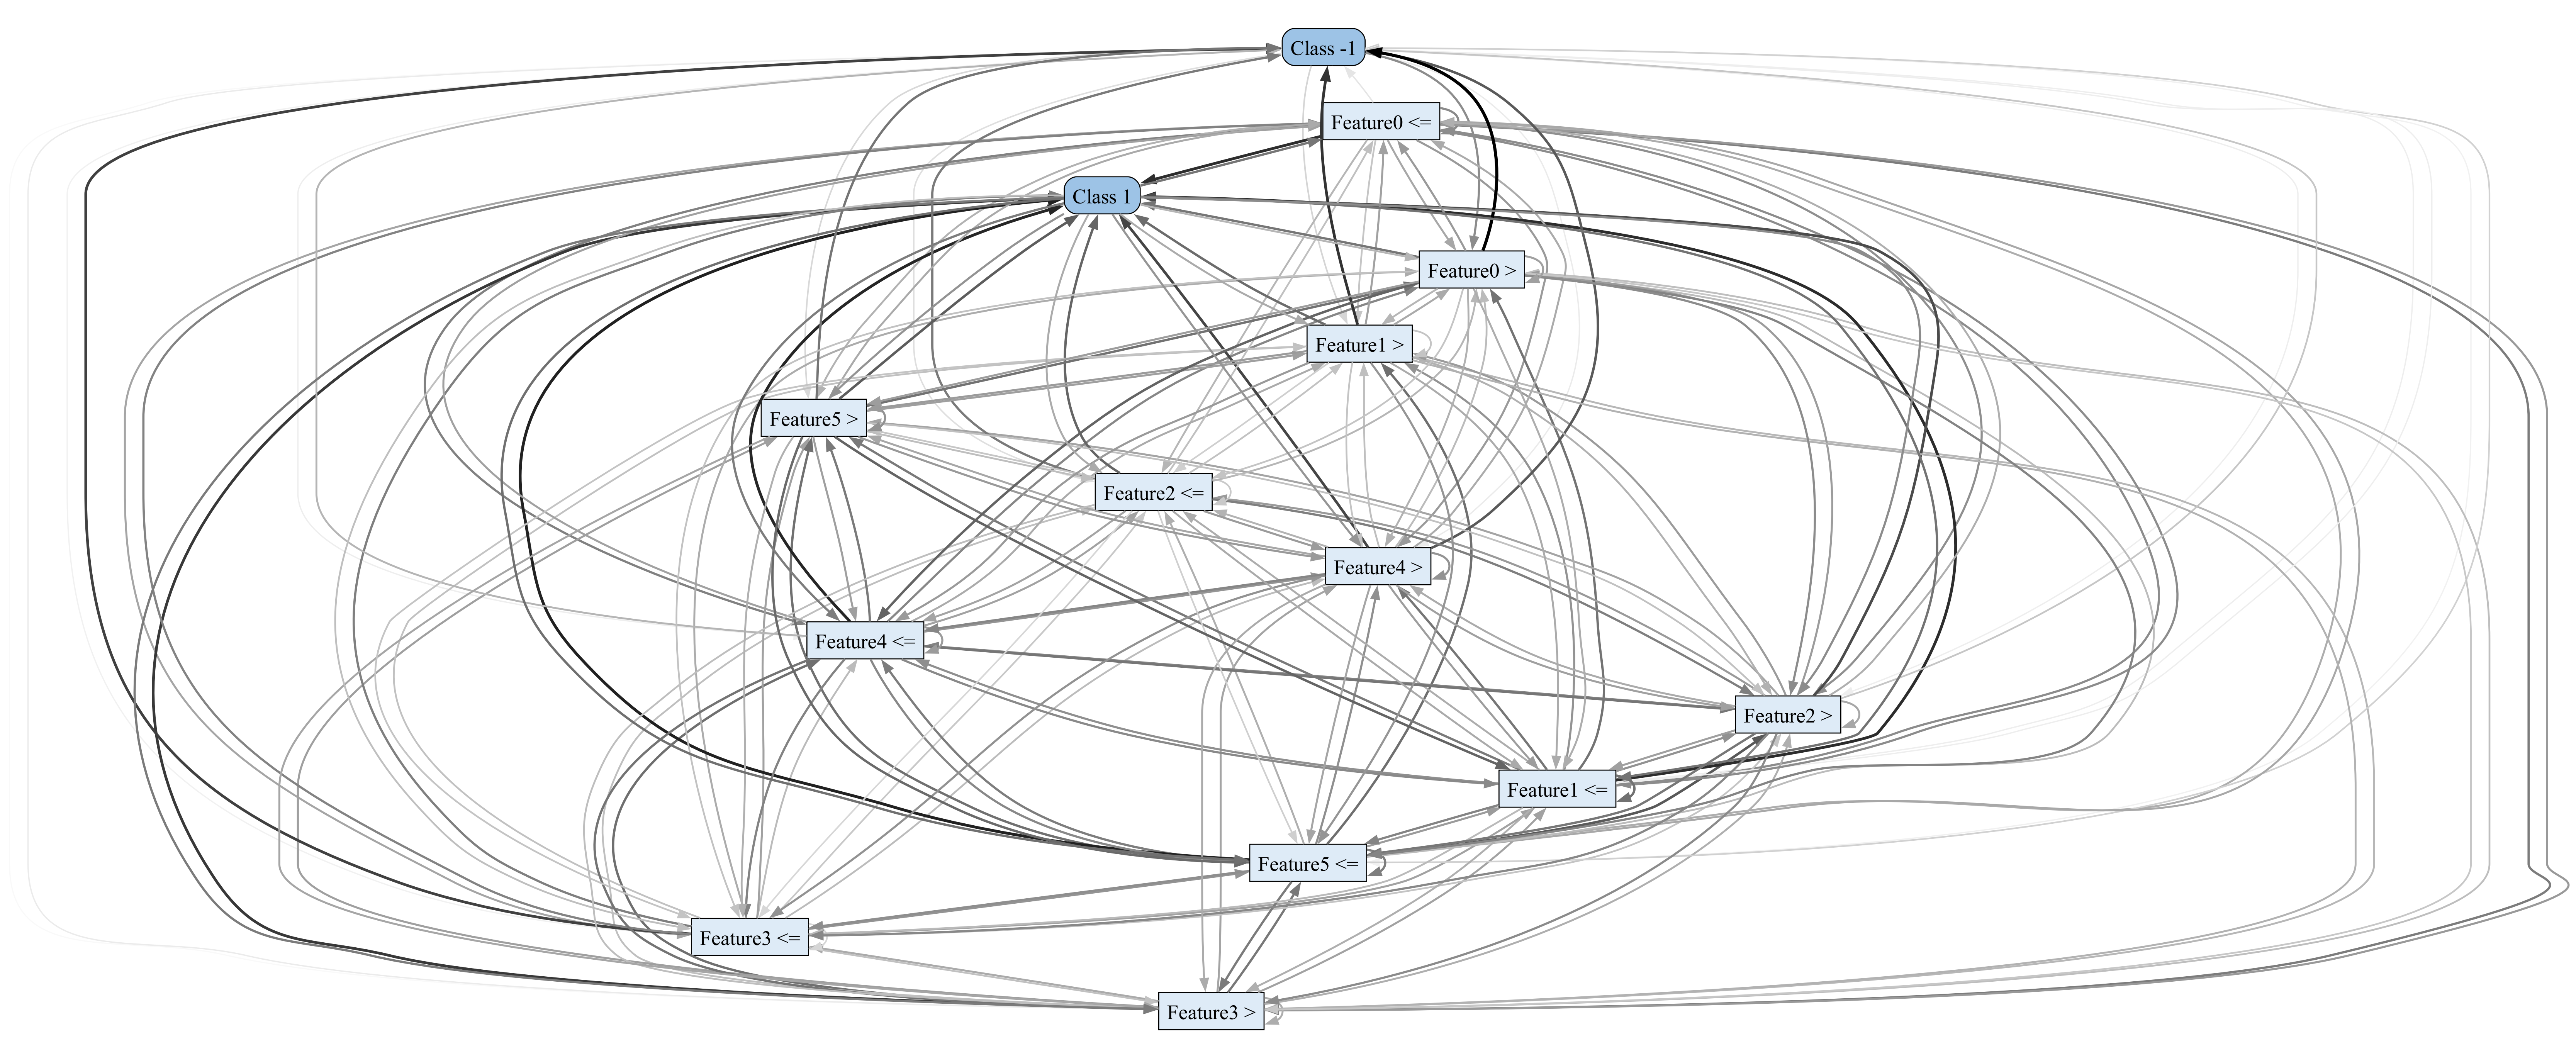 Class -1
Feature0 <=
Class 1
Feature0 >
Feature1 >
Feature5 >
Feature2 <=
Feature4 >
Feature4 <=
Feature2 >
Feature1 <=
Feature5 <=
Feature3 <=
Feature3 >